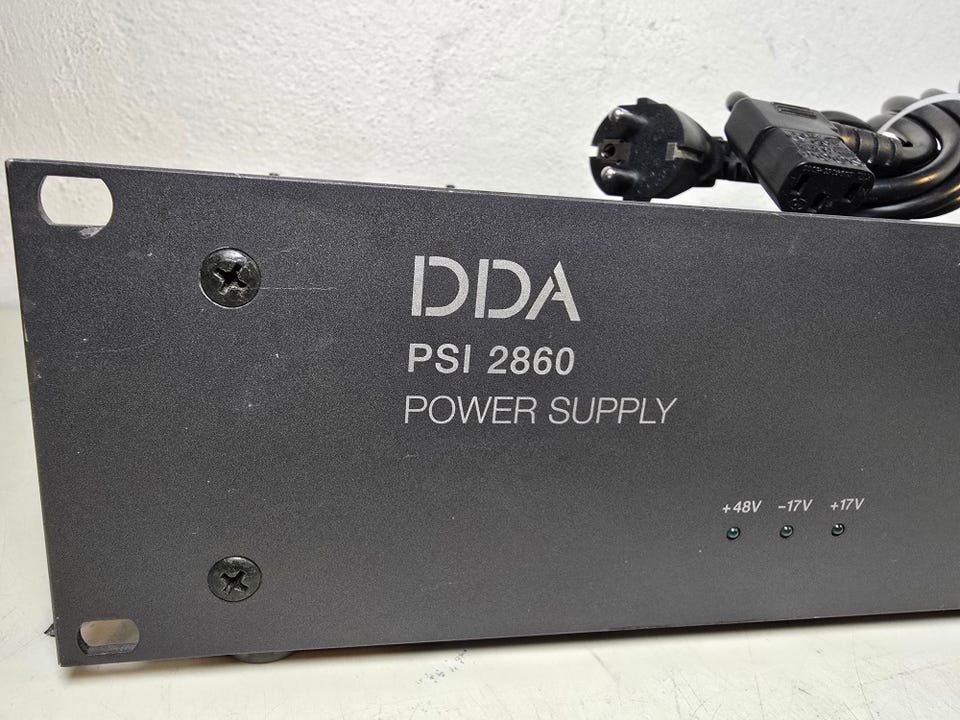 DDA
PSI 2860
POWER SUPPLY
+48V -17V +17V